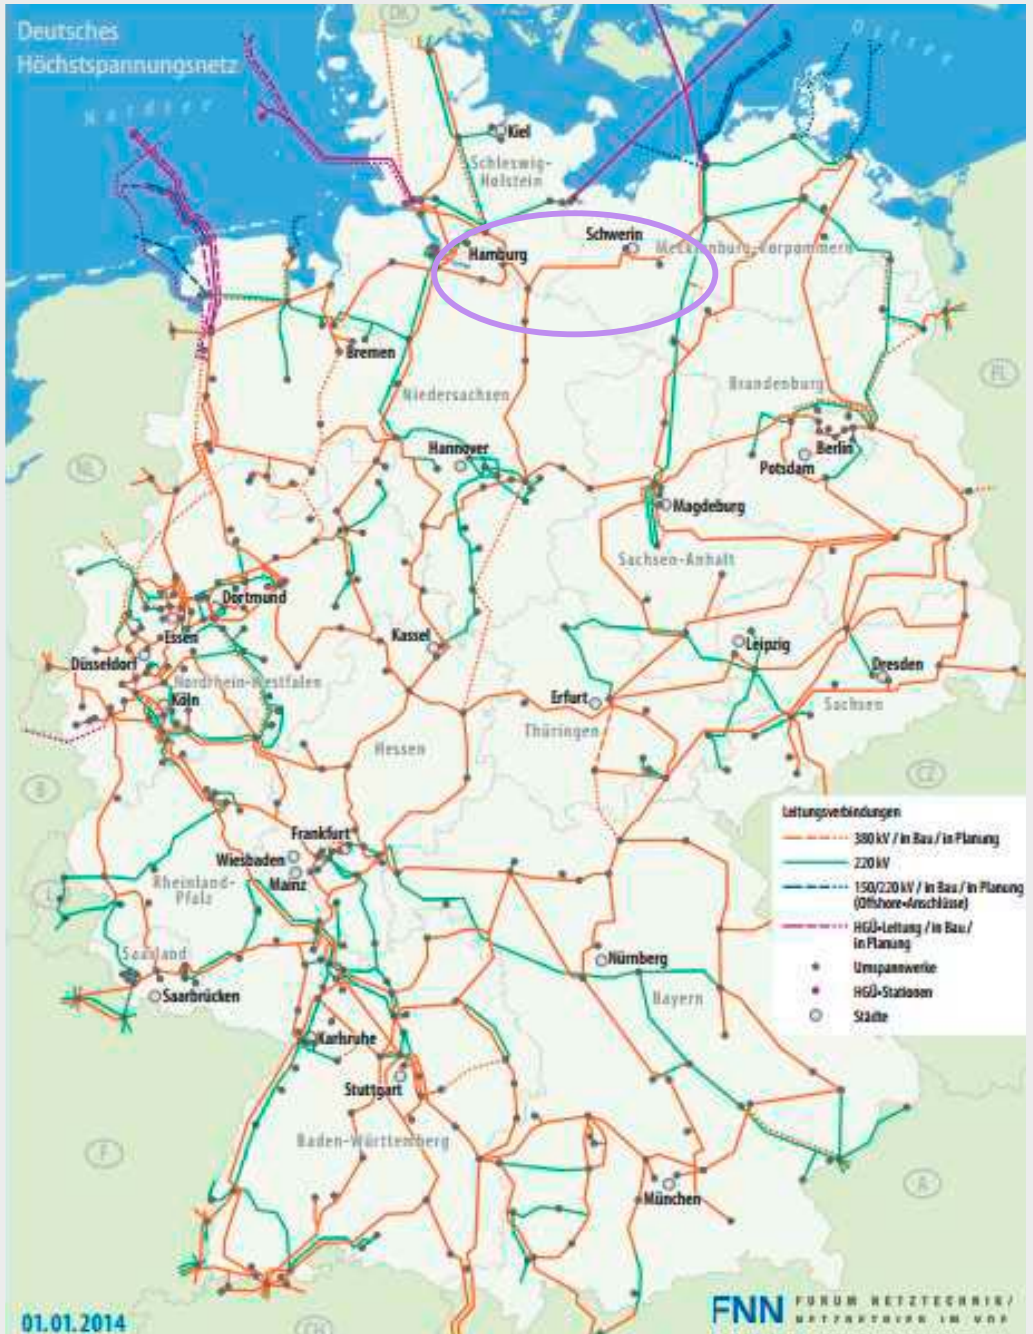 Deutsches
Höchstspannungsnetz
Nordsee
Ostsee
DK
Kiel
Schleswig-
Holstein
Schwerin
Mecklenburg-Vorpommern
Hamburg
Bremen
Niedersachsen
Brandenburg
PL
NL
Hannover
Berlin
Potsdam
Magdeburg
Sachsen-Anhalt
Dortmund
Essen
Kassel
Leipzig
Düsseldorf
Nordrhein-Westfalen
Dresden
Köln
Erfurt
Sachsen
Thüringen
Hessen
CZ
B
Leitungsverbindungen
380 kV / in Bau / in Planung
220 kV
150/220 kV / in Bau / in Planung
(Offshore-Anschlüsse)
HGÜ-Leitung / in Bau /
in Planung
Umspannwerke
HGÜ-Stationen
Städte
Frankfurt
Wiesbaden
Mainz
L
Rheinland-
Pfalz
Saarland
Saarbrücken
Nürnberg
Bayern
Karlsruhe
Stuttgart
Baden-Württemberg
F
A
München
CH
01.01.2014
FNN FORUM NETZTECHNIK/
NETZBETRIEB IM VDE